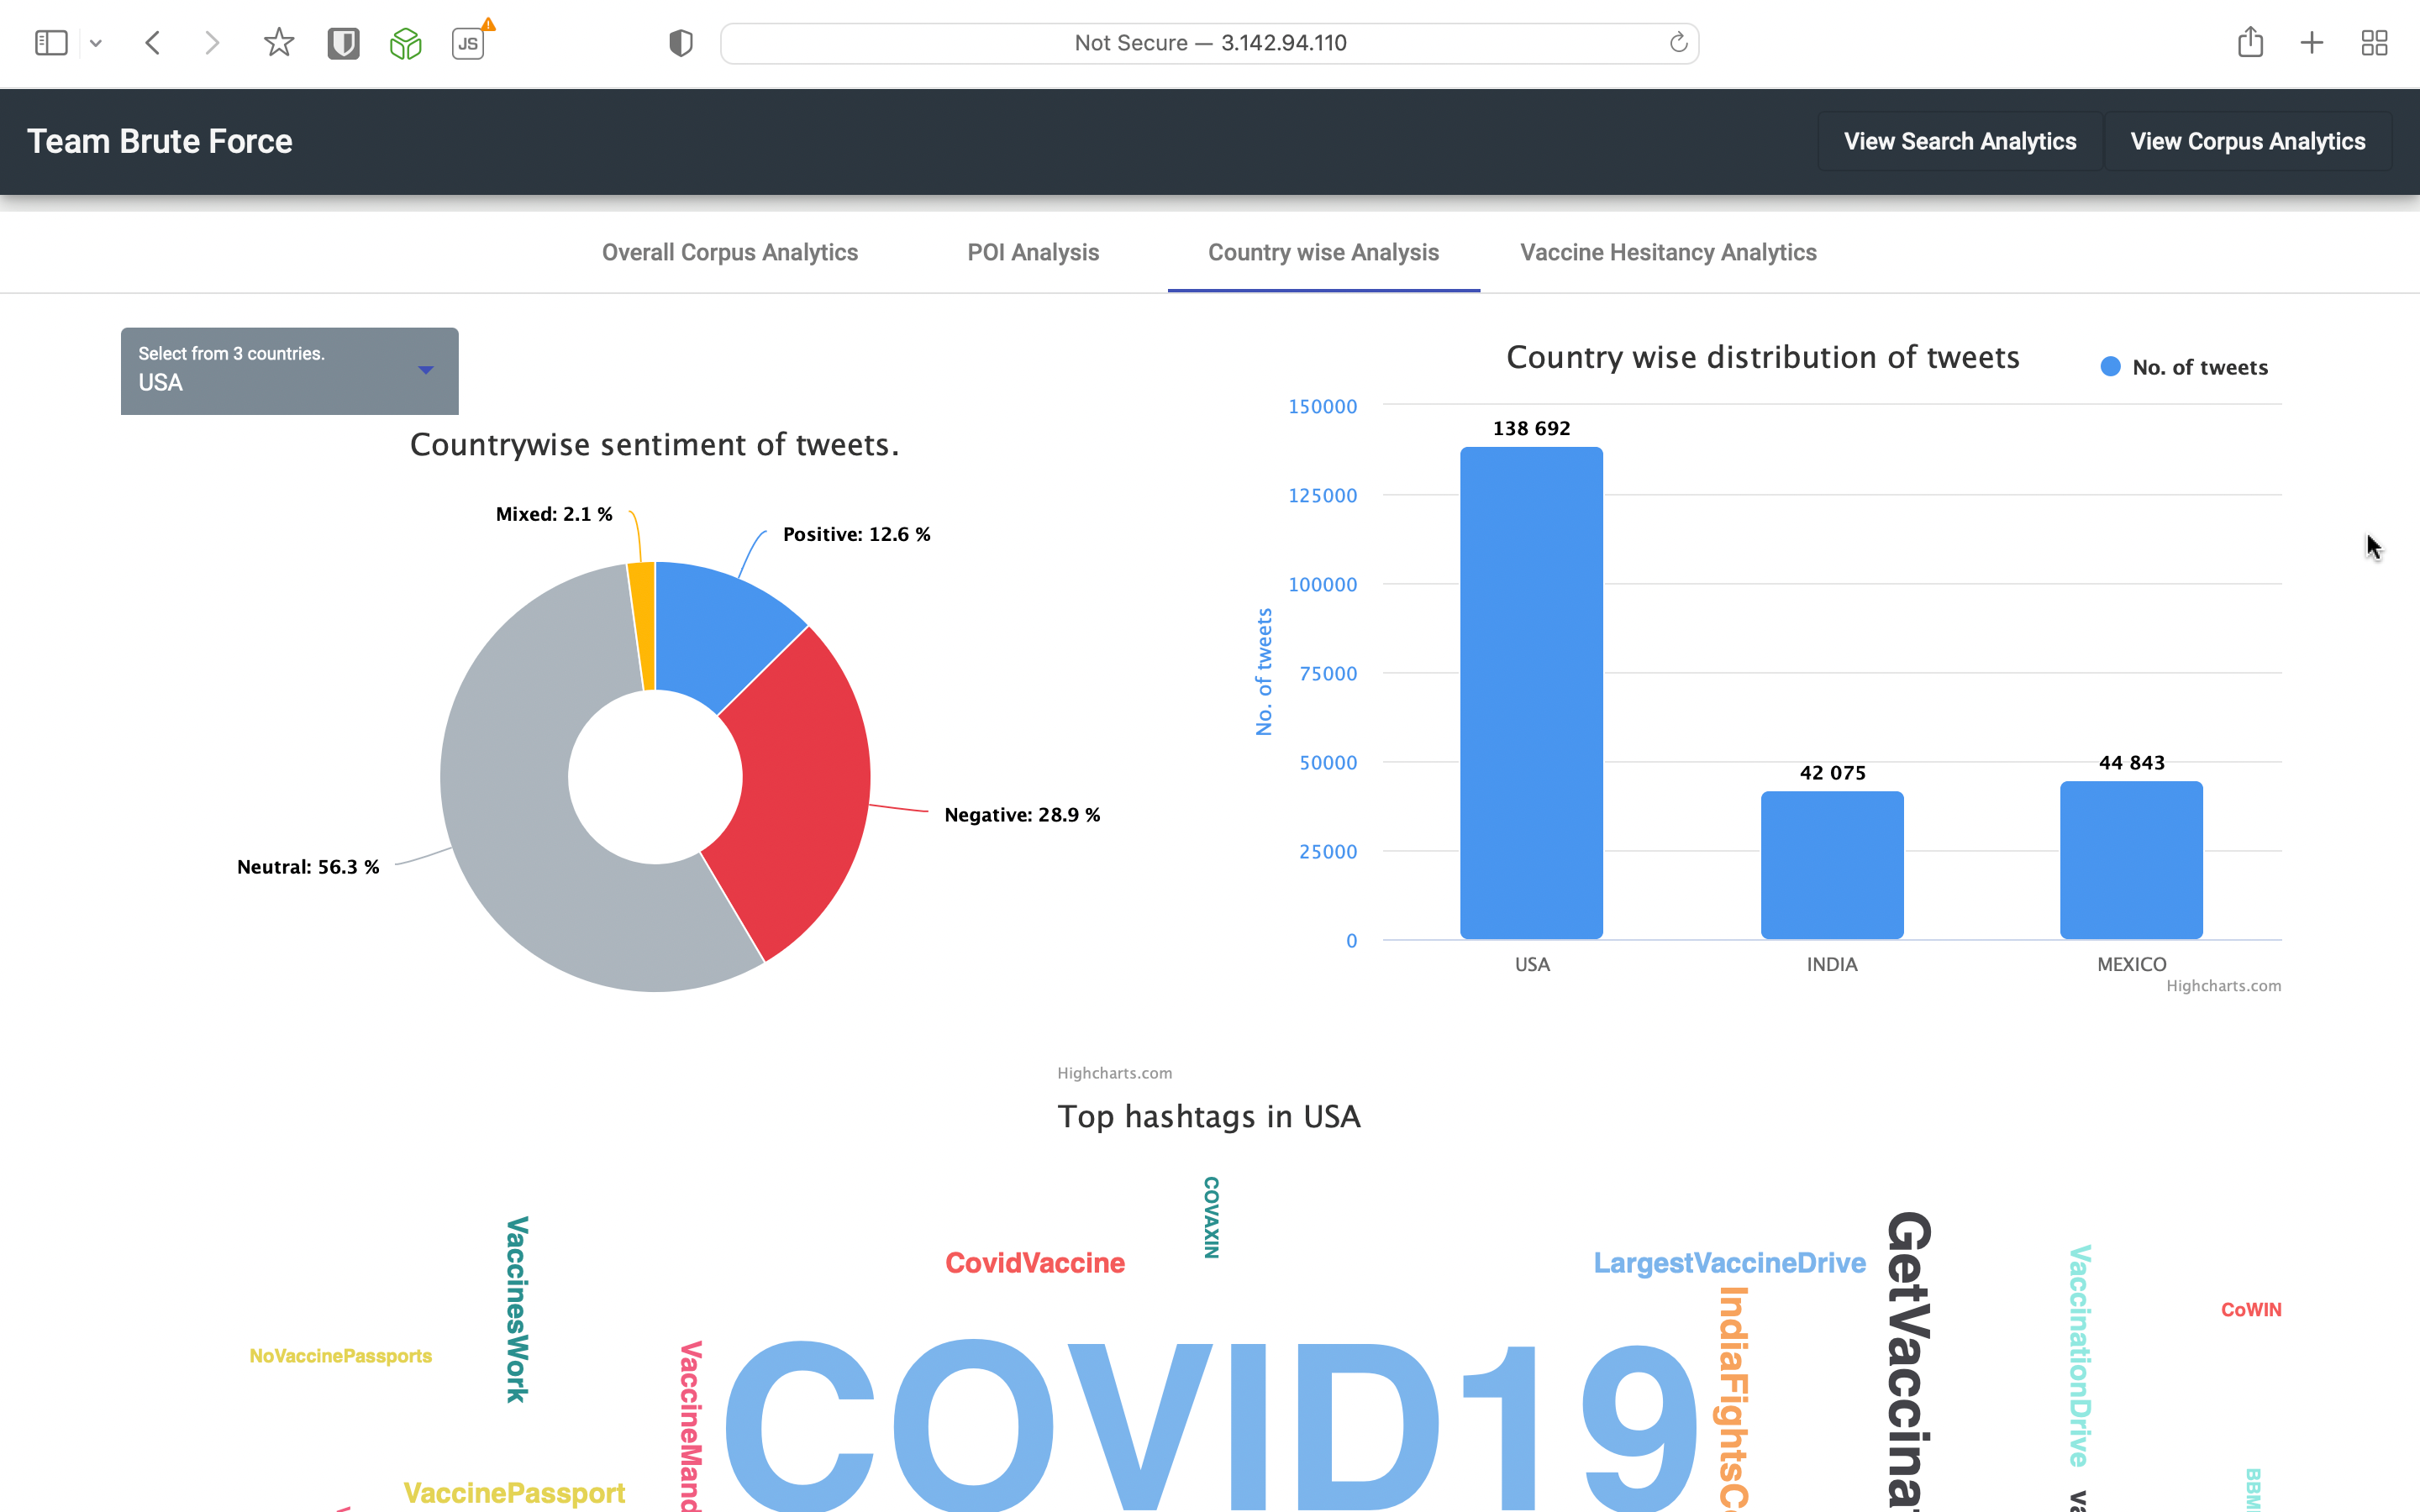 JS
Not Secure — 3.142.94.110
Team Brute Force
View Search Analytics
View Corpus Analytics
Overall Corpus Analytics
POI Analysis
Country wise Analysis
Vaccine Hesitancy Analytics
Select from 3 countries.
USA
Countrywise sentiment of tweets.
Mixed: 2.1 %
Positive: 12.6 %
Negative: 28.9 %
Neutral: 56.3 %
Highcharts.com
Country wise distribution of tweets
No. of tweets
No. of tweets
150000
125000
100000
75000
50000
25000
0
138 692
42 075
44 843
USA
INDIA
MEXICO
Highcharts.com
Top hashtags in USA
COVAXIN
VaccinesWork
CovidVaccine
LargestVaccineDrive
GetVaccina
VaccinationDrive
IndiaFightsC
CoWIN
NoVaccinePassports
VaccineMand
COVID19
VaccinePassport
BBM